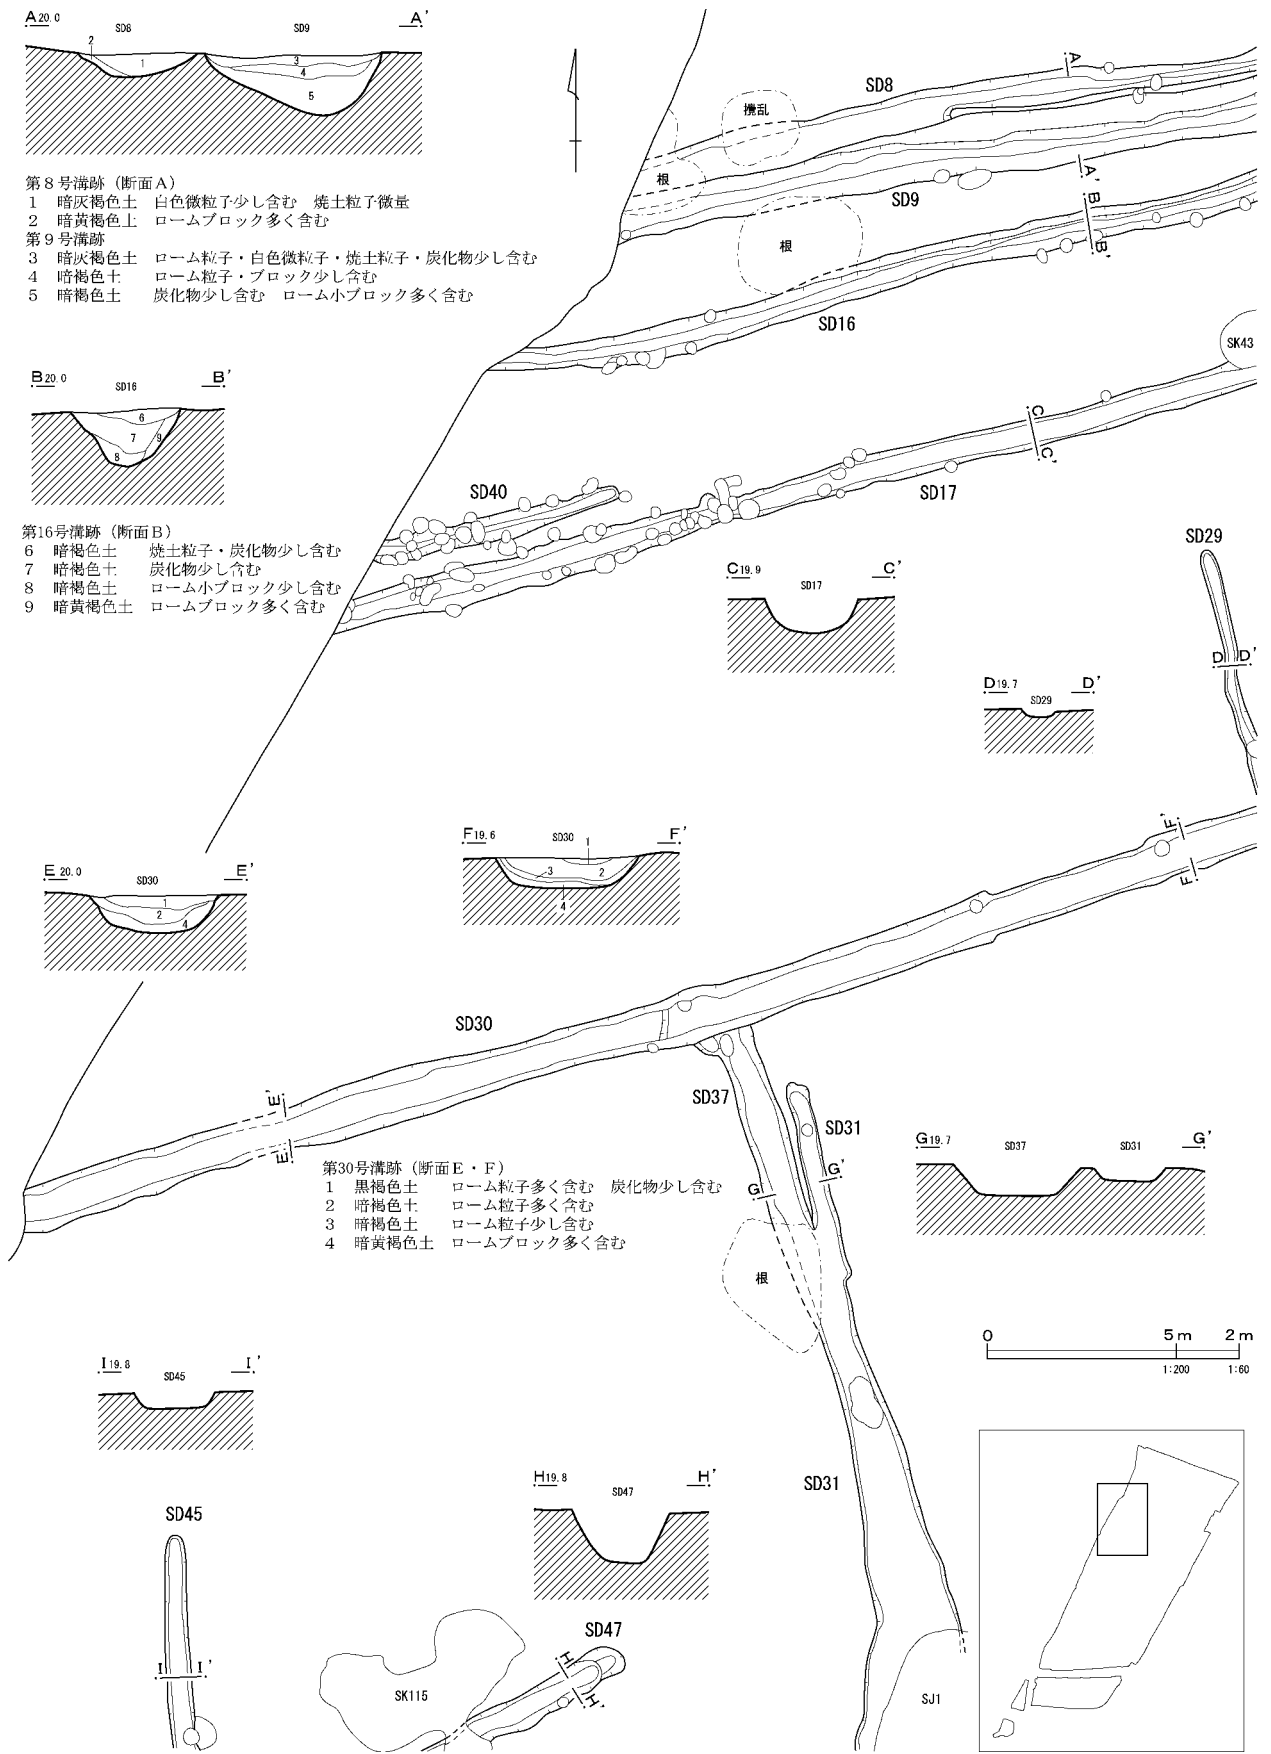 A 20.0 SD8 SD9 A'
2
1
3
4
5
第8号溝跡（断面A）
1 暗灰褐色土 白色微粒子少し含む 焼土粒子微量
2 暗黄褐色土 ロームブロック多く含む
第9号溝跡
3 暗灰褐色土 ローム粒子・白色微粒子・焼土粒子・炭化物少し含む
4 暗褐色土 ローム粒子・ブロック少し含む
5 暗褐色土 炭化物少し含む ローム小ブロック多く含む
B 20.0 SD16 B'
6
7 9
8
第16号溝跡（断面B）
6 暗褐色土 焼土粒子・炭化物少し含む
7 暗褐色土 炭化物少し含む
8 暗褐色土 ローム小ブロック少し含む
9 暗黄褐色土 ロームブロック多く含む
A
SD8
攪乱
根
A'
SD9
B
根
B'
SD16
SK43
C
C'
SD40
SD17
SD29
C 19.9 SD17 C'
D D'
D 19.7 SD29 D'
F 19.6 SD30 F'
1
3 2
4
E 20.0 SD30 E'
1
2
4
F'
F
SD30
SD37
E'
E
SD31
G G'
G 19.7 SD37 SD31 G'
第30号溝跡（断面E・F）
1 黒褐色土 ローム粒子多く含む 炭化物少し含む
2 暗褐色土 ローム粒子多く含む
3 暗褐色土 ローム粒子少し含む
4 暗黄褐色土 ロームブロック多く含む
根
0 5m 2m
1:200 1:60
I 19.8 SD45 I'
H 19.8 SD47 H'
SD31
SD45
I I'
SK115
SD47
H
H'
SJ1